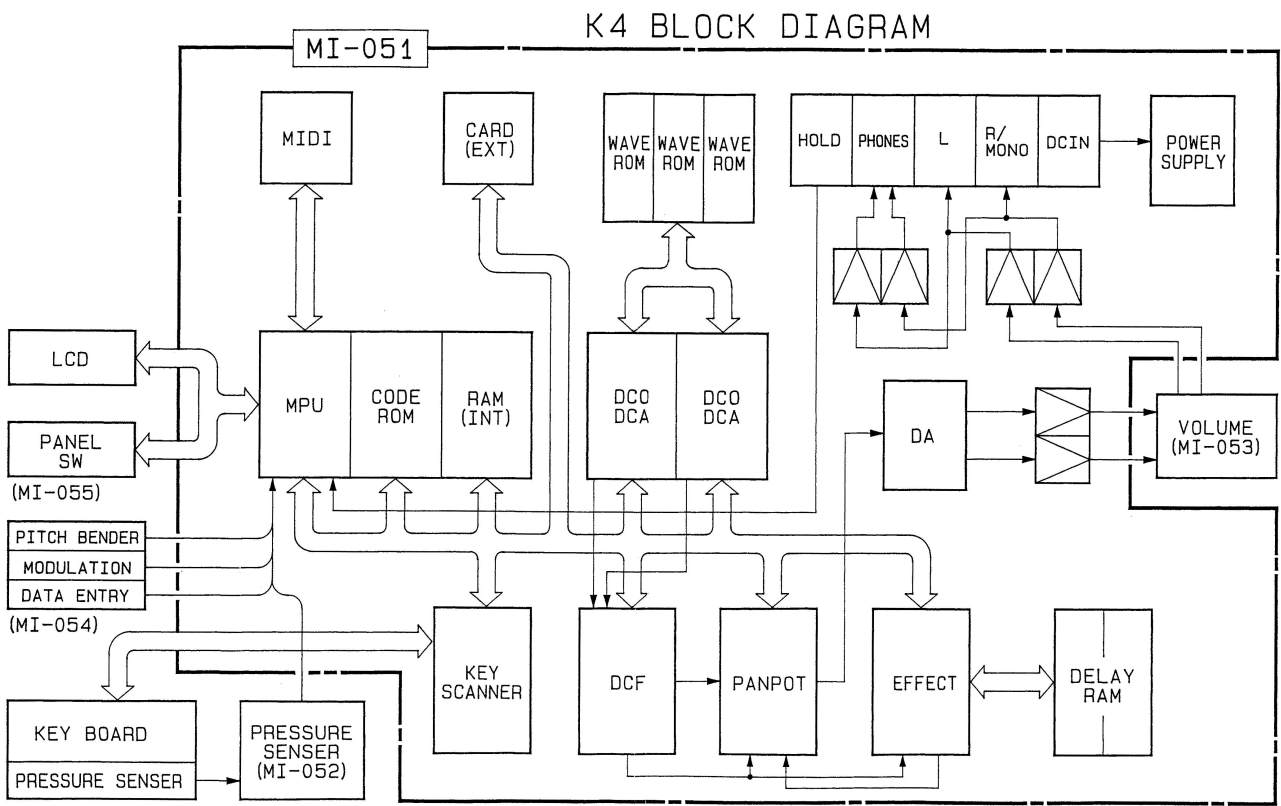 K4 BLOCK DIAGRAM
MI-051
MIDI
CARD
(EXT)
WAVE
ROM
WAVE
ROM
WAVE
ROM
HOLD
PHONES
L
R/
MONO
DCIN
POWER
SUPPLY
LCD
PANEL
SW
(MI-055)
MPU
CODE
ROM
RAM
(INT)
DCO
DCA
DCO
DCA
DA
VOLUME
(MI-053)
PITCH BENDER
MODULATION
DATA ENTRY
(MI-054)
KEY
SCANNER
DCF
PANPOT
EFFECT
DELAY
RAM
KEY BOARD
PRESSURE SENSER
PRESSURE
SENSER
(MI-052)